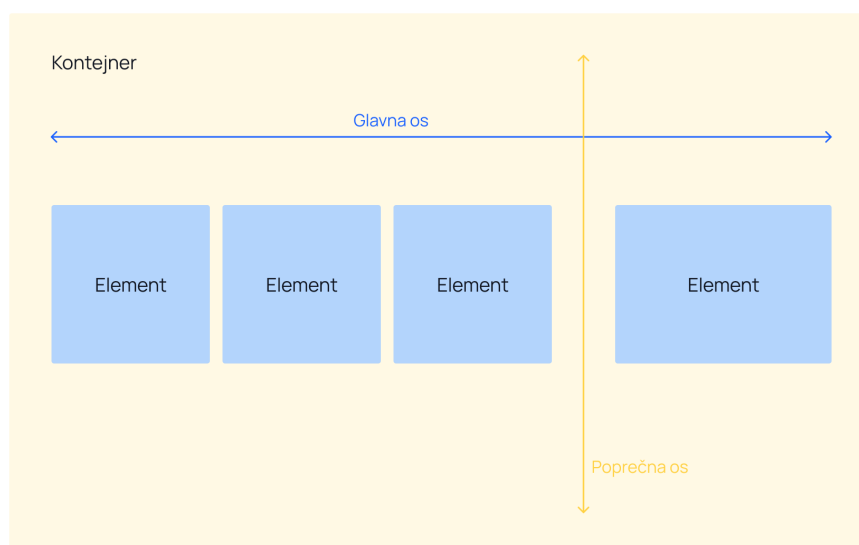 Kontejner
Glavna os
Element
Element
Element
Element
Poprečna os